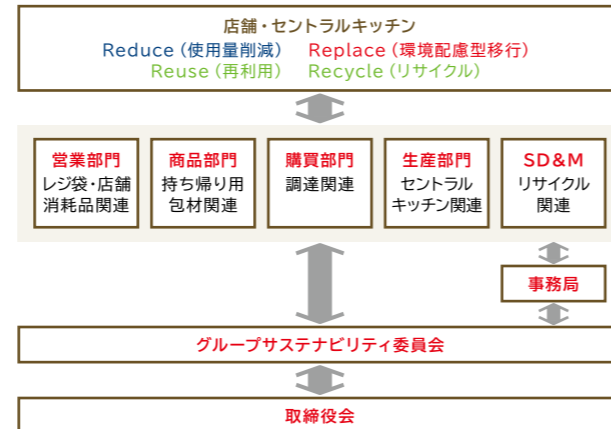 店舗・セントラルキッチン
Reduce（使用量削減） Replace（環境配慮型移行）
Reuse（再利用） Recycle（リサイクル）
営業部門
レジ袋・店舗
消耗品関連
商品部門
持ち帰り用
包材関連
購買部門
調達関連
生産部門
セントラル
キッチン関連
SD&M
リサイクル
関連
事務局
グループサステナビリティ委員会
取締役会